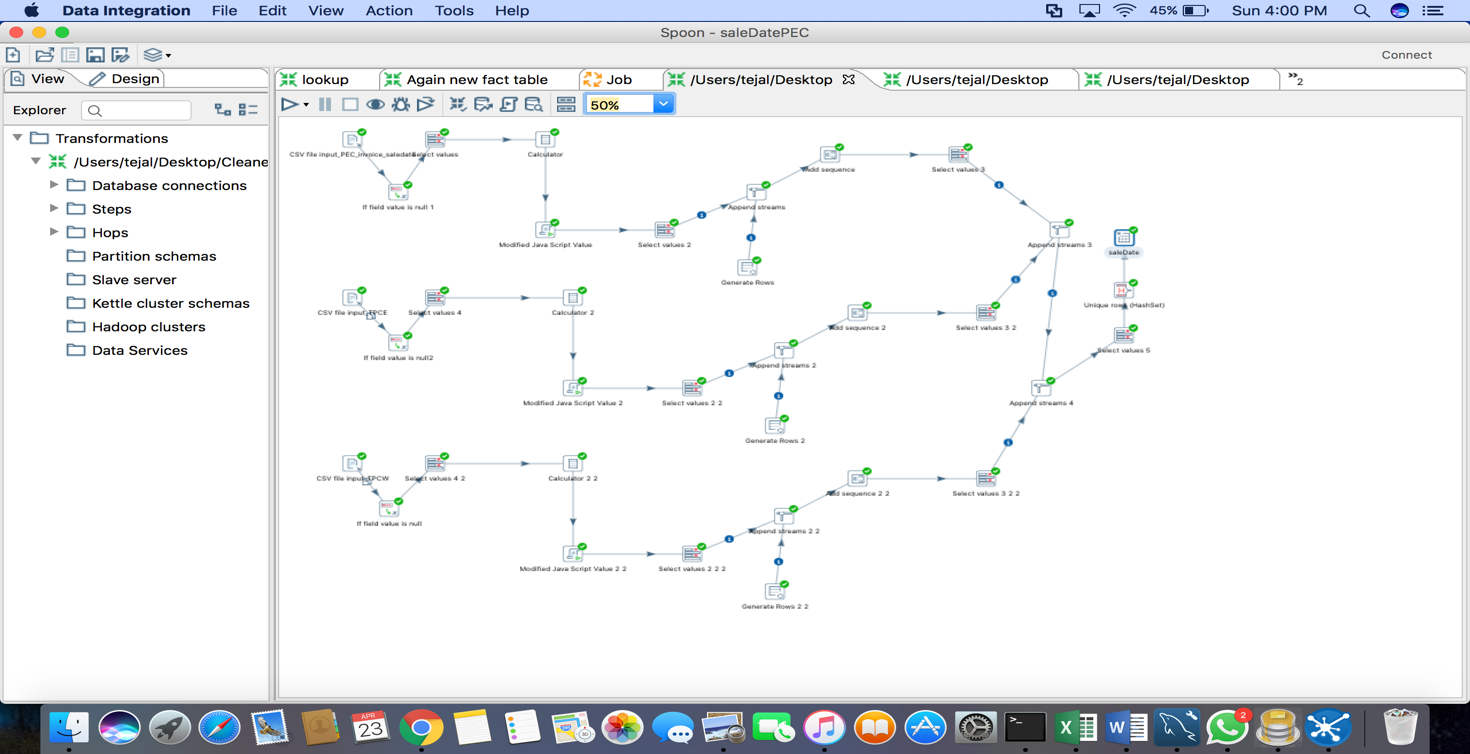 Data Integration File Edit View Action Tools Help 45% Sun 4:00 PM
Spoon - saleDatePEC
Connect
View Design
lookup Again new fact table Job /Users/tejal/Desktop /Users/tejal/Desktop /Users/tejal/Desktop »2
Explorer
50%
Transformations
/Users/tejal/Desktop/Cleane
Database connections
Steps
Hops
Partition schemas
Slave server
Kettle cluster schemas
Hadoop clusters
Data Services
CSV file input_PEC_invoice_saledate Select values Calculator
If field value is null 1
Add sequence Select values 3
Append streams
Modified Java Script Value Select values 2
Generate Rows
Append streams 3
saleDate
Unique rows (HashSet)
CSV file input_TPCE Select values 4 Calculator 2
If field value is null2
Add sequence 2 Select values 3 2
Select values 5
Append streams 2
Modified Java Script Value 2 Select values 2 2
Append streams 4
Generate Rows 2
CSV file input_TPCW Select values 4 2 Calculator 2 2
If field value is null
Add sequence 2 2 Select values 3 2 2
Append streams 2 2
Modified Java Script Value 2 2 Select values 2 2 2
Generate Rows 2 2
APR
23
2